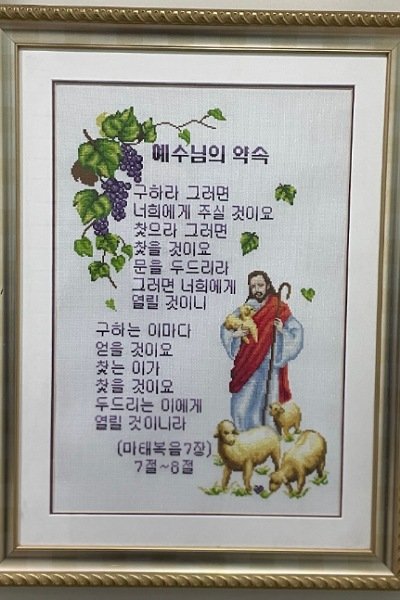 예수님의 약속
구하라 그러면
너희에게 주실 것이요
찾으라 그러면
찾을 것이요
문을 두드리라
그러면 너희에게
열릴 것이니
구하는 이마다
얻을 것이요
찾는 이가
찾을 것이요
두드리는 이에게
열릴 것이니라
(마태복음7장)
7절~8절